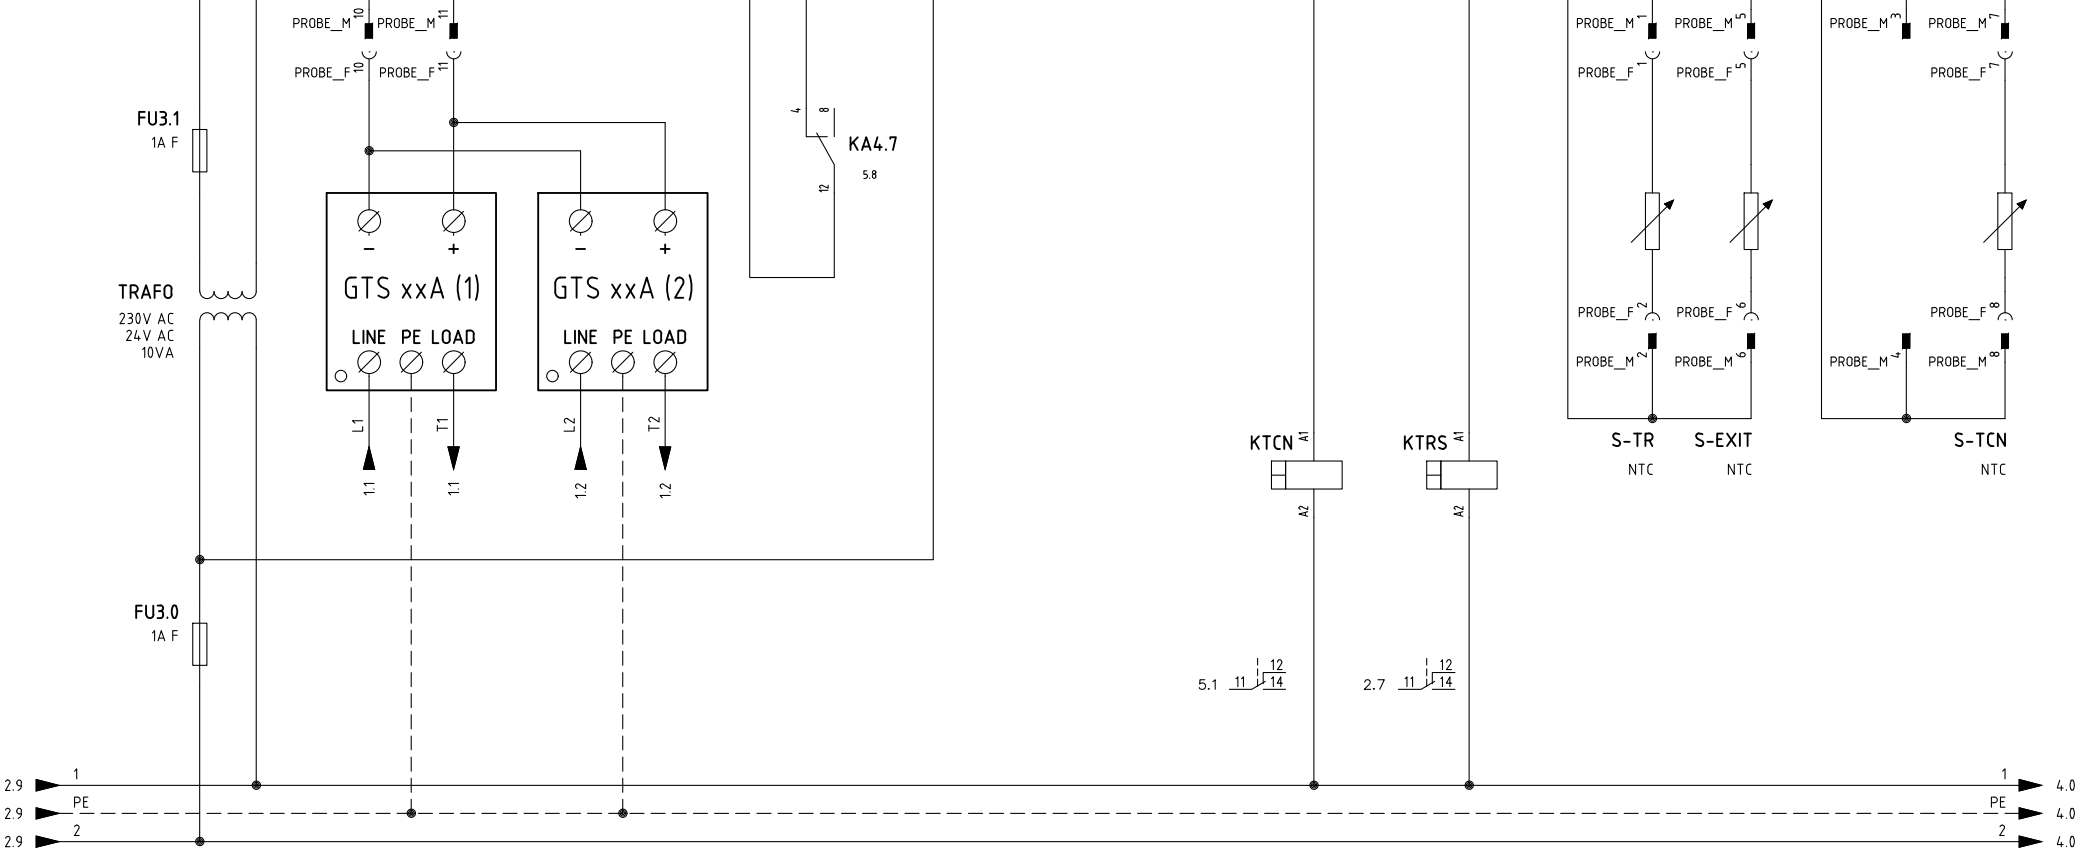 PROBE_M 10 PROBE_M 11
PROBE_F 10 PROBE_F 11
FU3.1
1A F
TRAFO
230V AC
24V AC
10VA
- +
GTS xxA (1)
LINE PE LOAD
L1 T1
1.1 1.1
- +
GTS xxA (2)
LINE PE LOAD
L2 T2
1.2 1.2
4 8
KA4.7
5.8
12
FU3.0
1A F
KTCN A1
A2
5.1 11 12
14
KTRS A1
A2
2.7 11 12
14
PROBE_M 1 PROBE_M 5
PROBE_F 1 PROBE_F 5
PROBE_F 2 PROBE_F 6
PROBE_M 2 PROBE_M 6
S-TR S-EXIT
NTC NTC
PROBE_M 3 PROBE_M 7
PROBE_F 7
PROBE_F 8
PROBE_M 4 PROBE_M 8
S-TCN
NTC
2.9 1 1 4.0
2.9 PE PE 4.0
2.9 2 2 4.0